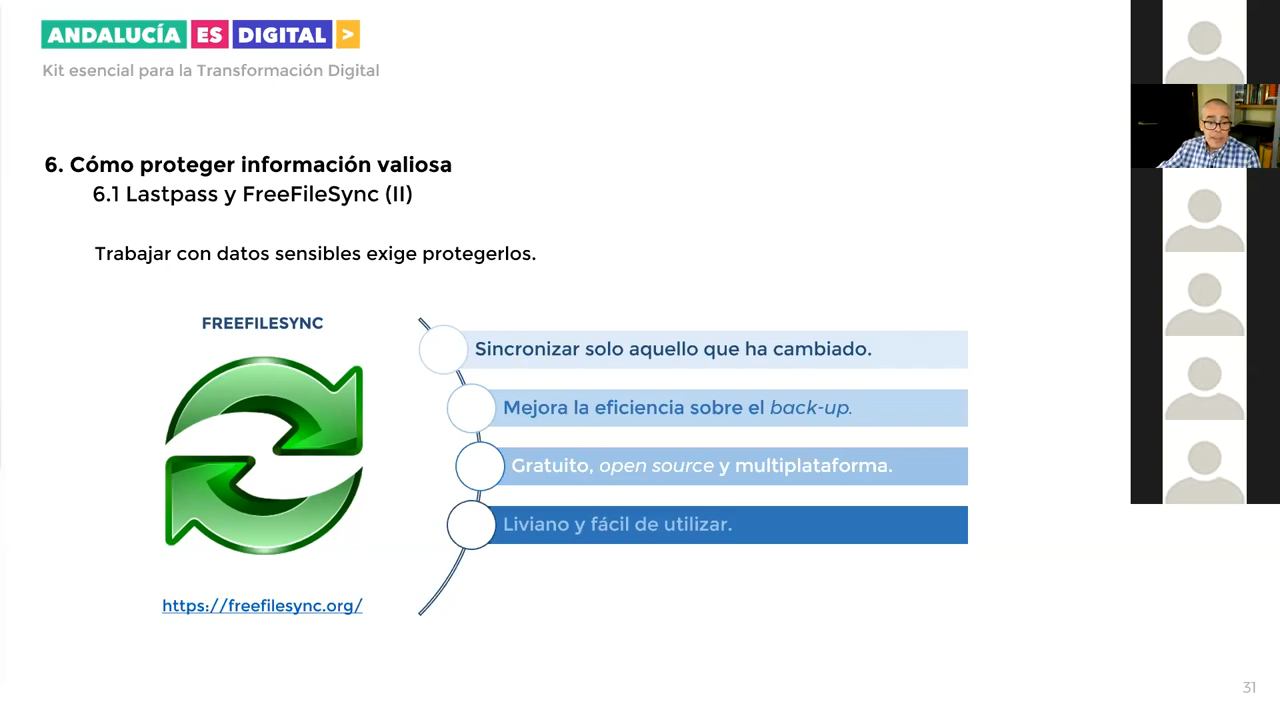 ANDALUCÍA ES DIGITAL >
Kit esencial para la Transformación Digital
6. Cómo proteger información valiosa
6.1 Lastpass y FreeFileSync (II)
Trabajar con datos sensibles exige protegerlos.
FREEFILESYNC
Sincronizar solo aquello que ha cambiado.
Mejora la eficiencia sobre el back-up.
Gratuito, open source y multiplataforma.
Liviano y fácil de utilizar.
https://freefilesync.org/
31